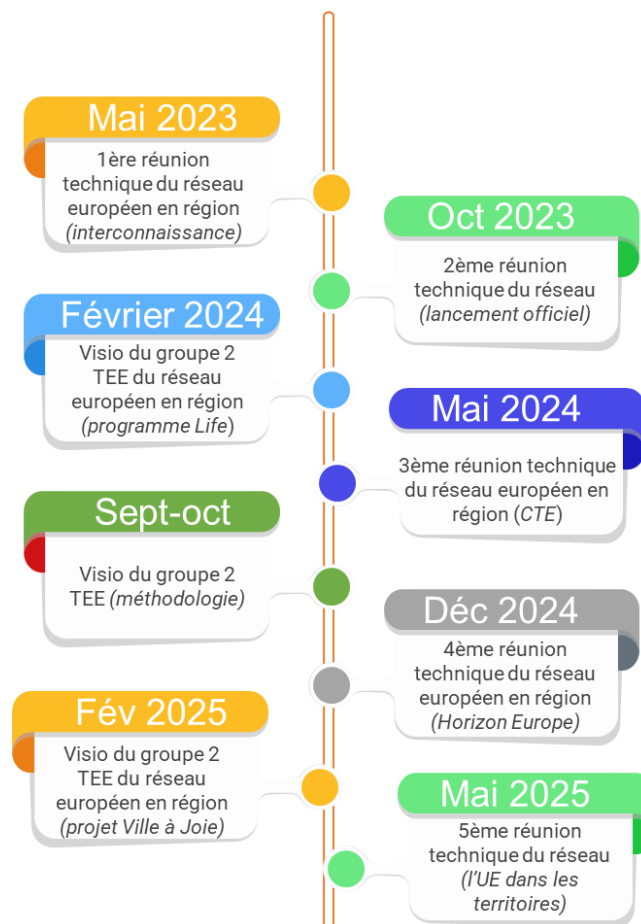 Mai 2023
1ère réunion
technique du réseau
européen en région
(interconnaissance)
Oct 2023
2ème réunion
technique du réseau
(lancement officiel)
Février 2024
Visio du groupe 2
TEE du réseau
européen en région
(programme Life)
Mai 2024
3ème réunion technique
du réseau européen en
région (CTE)
Sept-oct
Visio du groupe 2
TEE (méthodologie)
Déc 2024
4ème réunion
technique du réseau
européen en région
(Horizon Europe)
Fév 2025
Visio du groupe 2
TEE du réseau
européen en région
(projet Ville à Joie)
Mai 2025
5ème réunion
technique du réseau
(l'UE dans les
territoires)